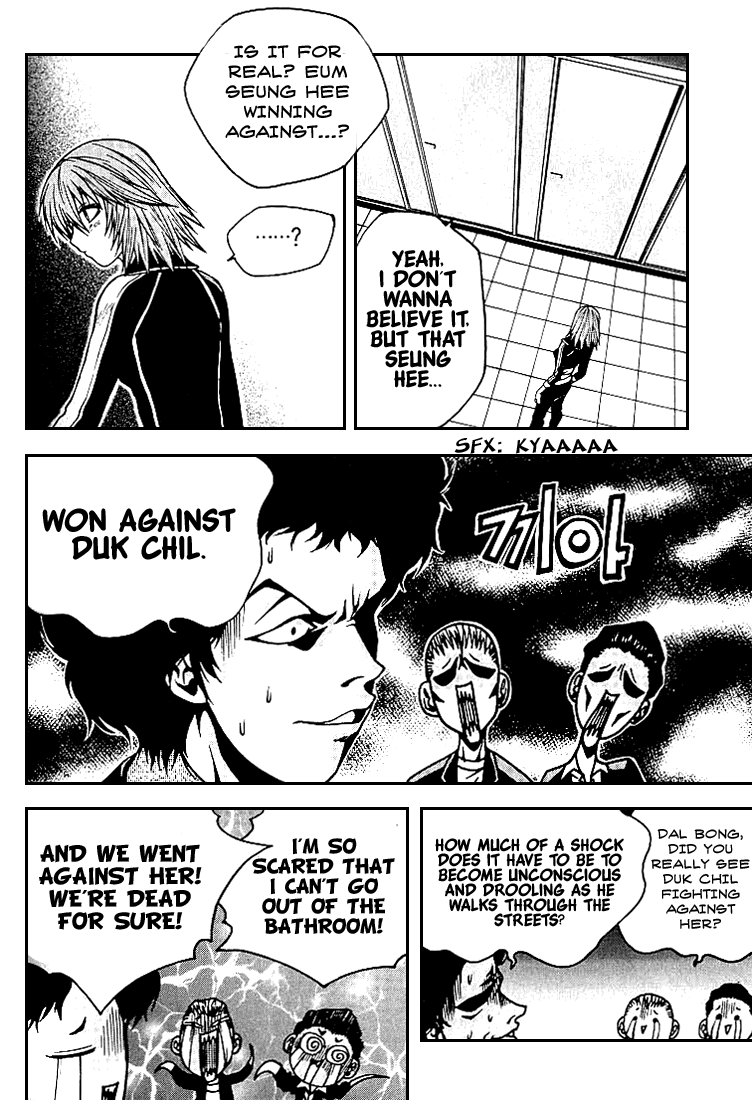 IS IT FOR
REAL? EUM
SEUNG HEE
WINNING
AGAINST...?
......?
YEAH.
I DON'T
WANNA
BELIEVE IT.
BUT THAT
SEUNG
HEE...
SFX: KYAAAAA
WON AGAINST
DUK CHIL.
끼아
AND WE WENT
AGAINST HER!
WE'RE DEAD
FOR SURE!
I'M SO
SCARED THAT
I CAN'T GO
OUT OF THE
BATHROOM!
HOW MUCH OF A SHOCK
DOES IT HAVE TO BE TO
BECOME UNCONSCIOUS
AND DROOLING AS HE
WALKS THROUGH THE
STREETS?
DAL BONG,
DID YOU
REALLY SEE
DUK CHIL
FIGHTING
AGAINST
HER?